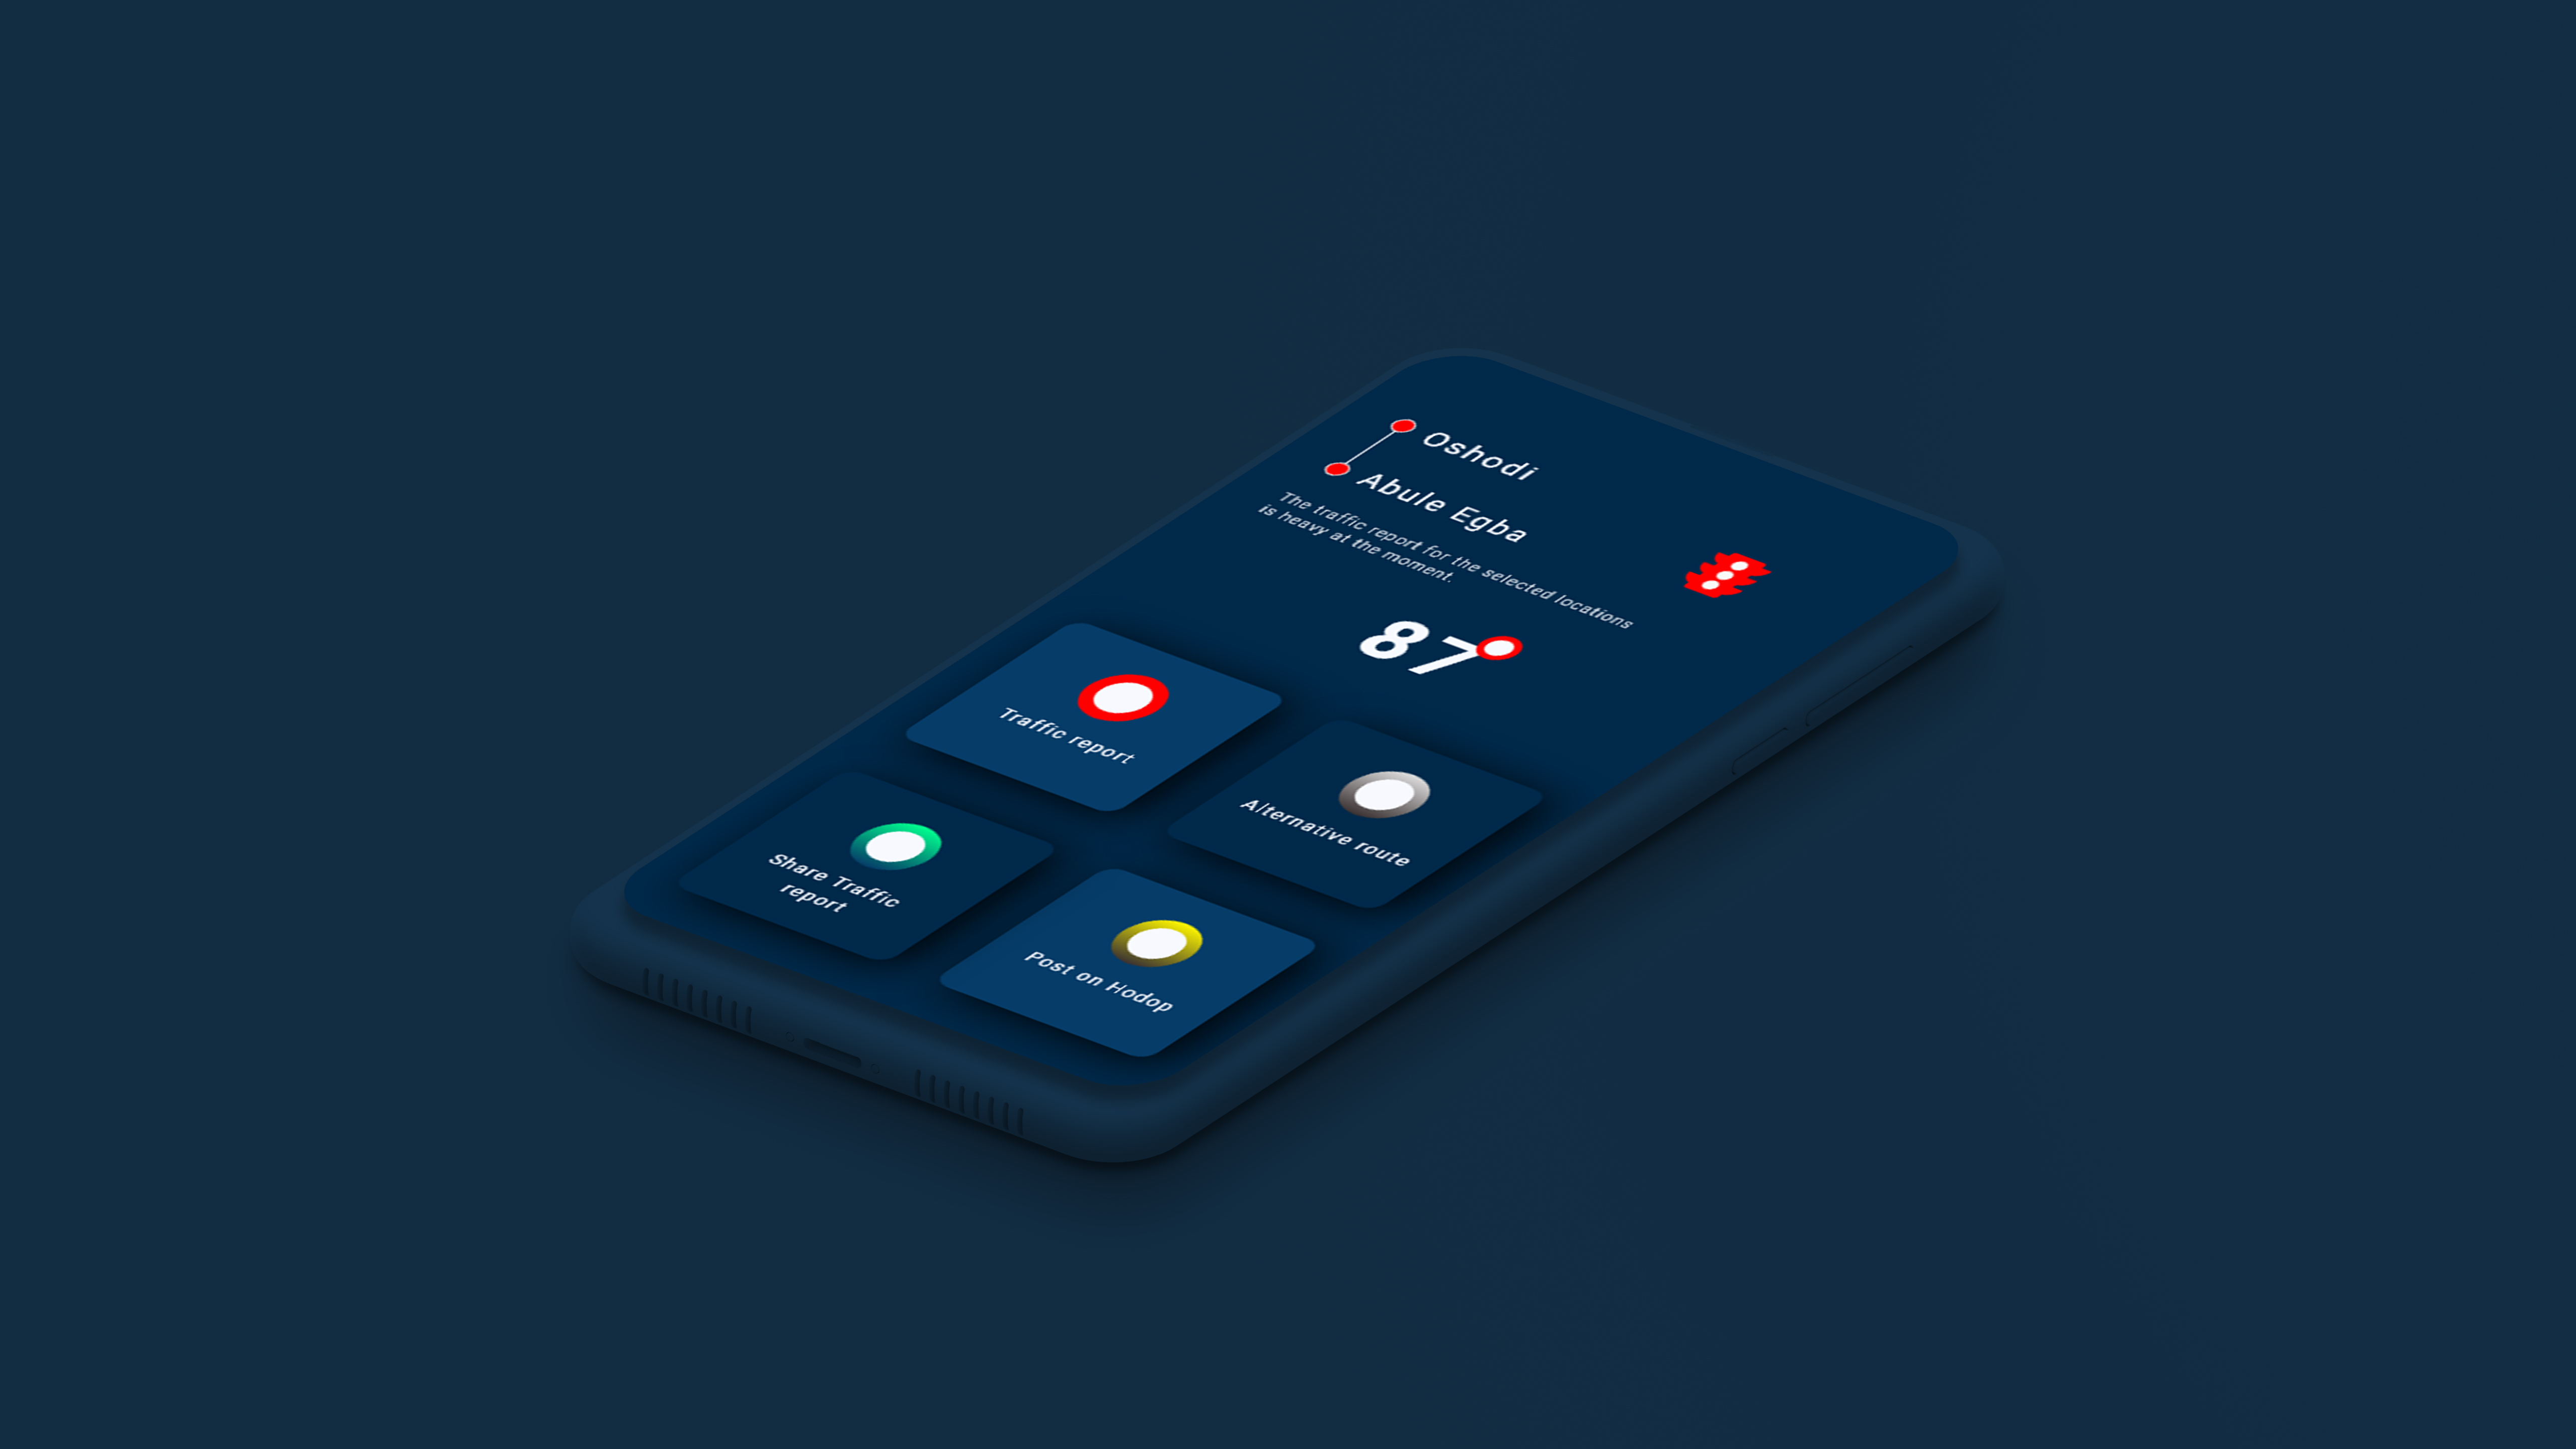 Oshodi
Abule Egba
The traffic report for the selected locations
is heavy at the moment.
87°
Traffic report
Alternative route
Share Traffic
report
Post on Hodop